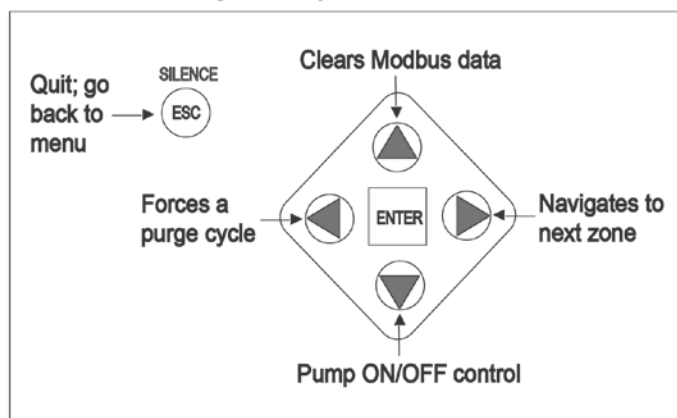 Clears Modbus data
SILENCE
Quit; go
back to
menu
ESC
Forces a
purge cycle
ENTER
Navigates to
next zone
Pump ON/OFF control